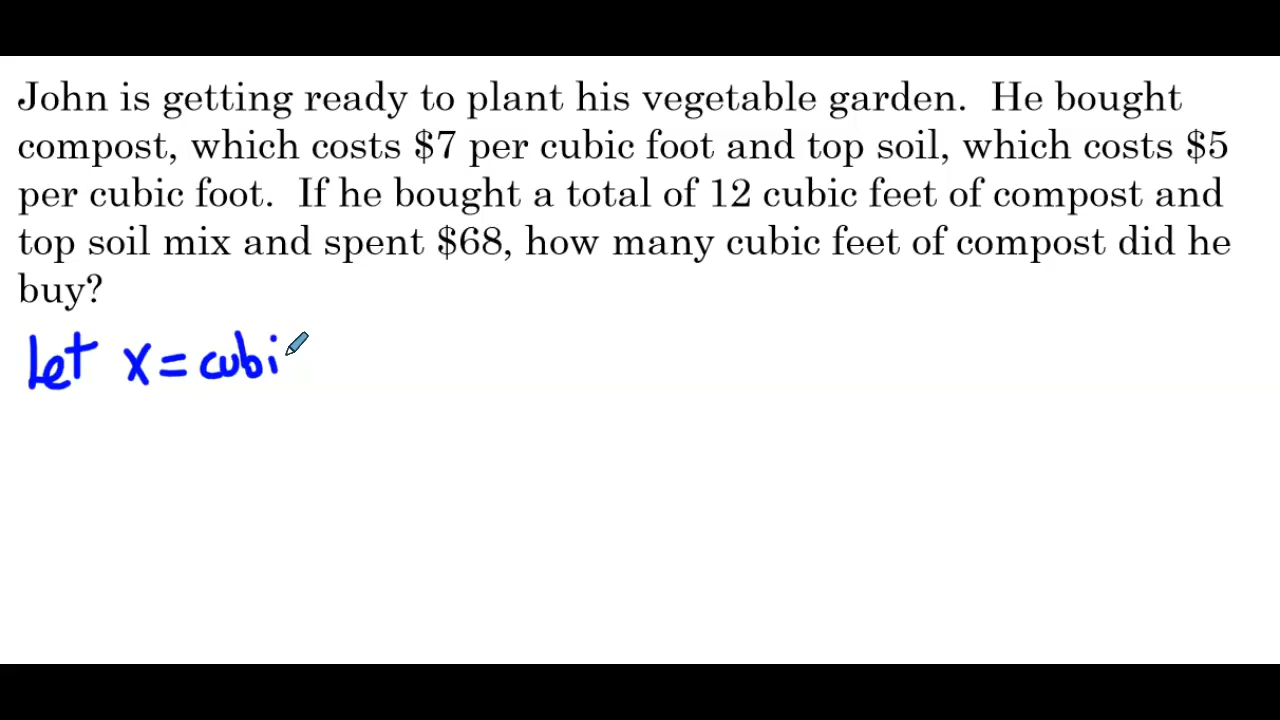 John is getting ready to plant his vegetable garden.  He bought
compost, which costs $7 per cubic foot and top soil, which costs $5
per cubic foot.  If he bought a total of 12 cubic feet of compost and
top soil mix and spent $68, how many cubic feet of compost did he
buy?
Let x = cubi